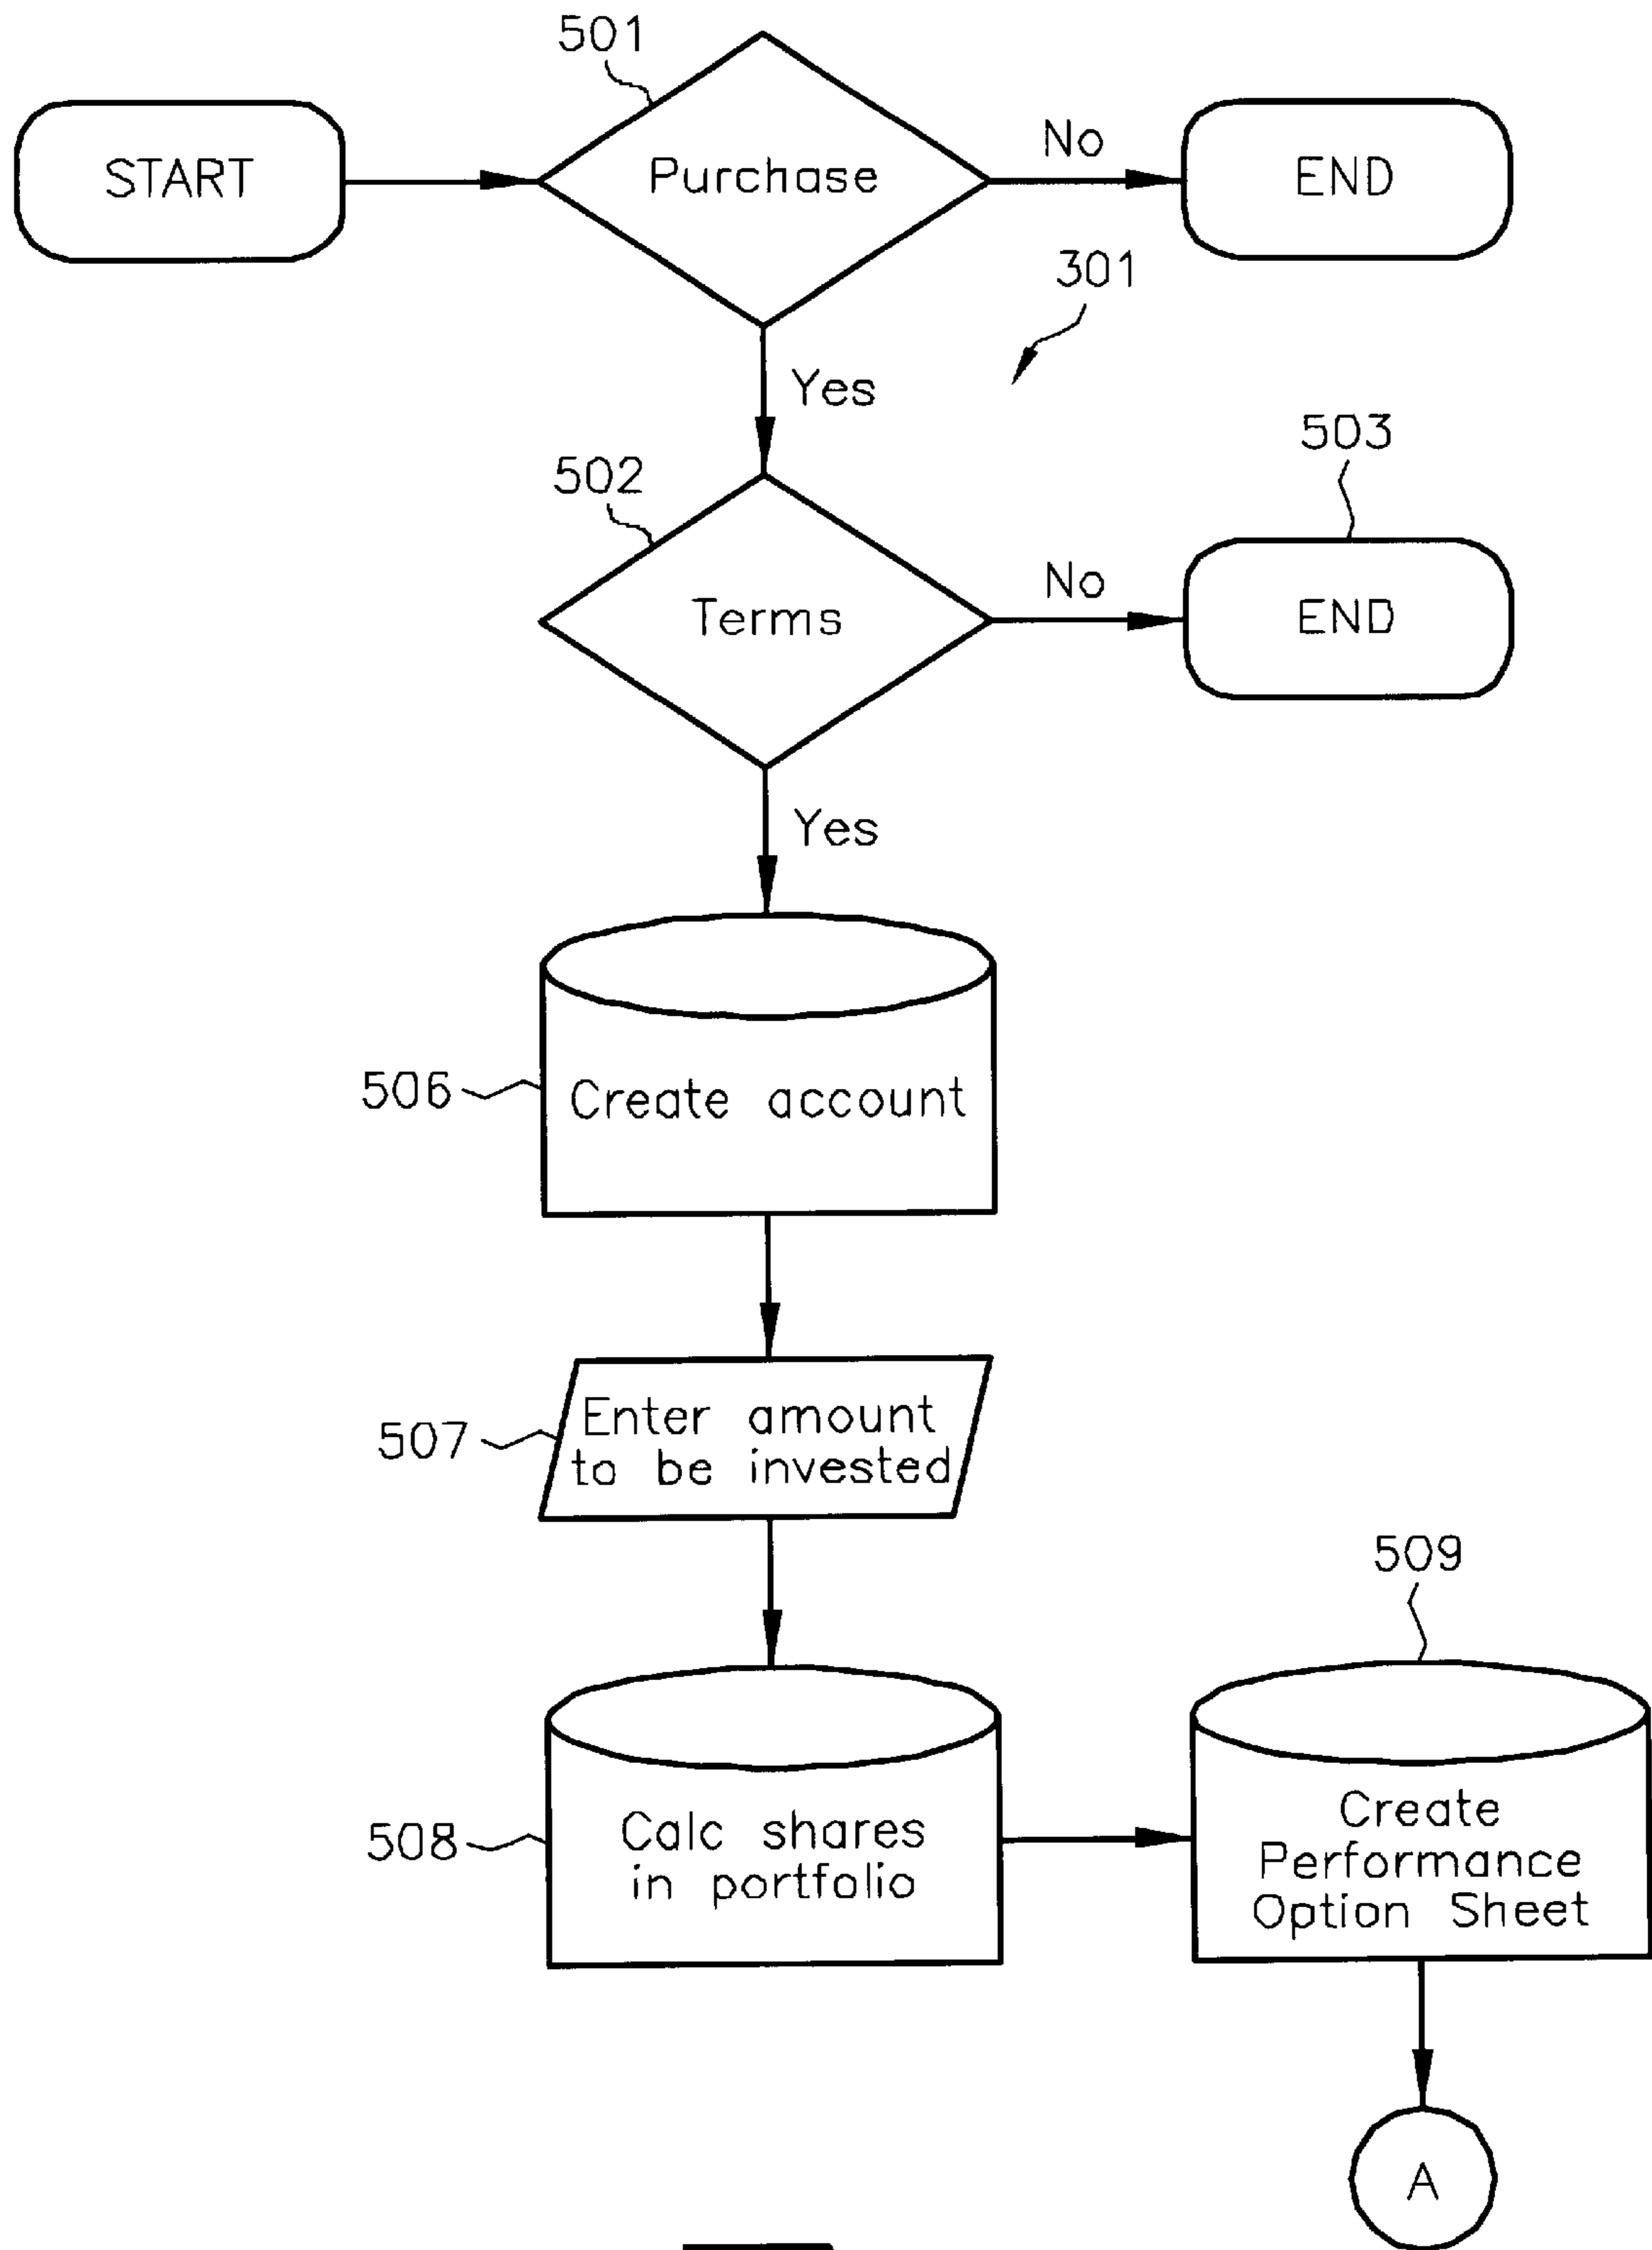 501
START
Purchase
No
END
301
Yes
503
502
Terms
No
END
Yes
506
Create account
507
Enter amount
to be invested
509
508
Calc shares
in portfolio
Create
Performance
Option Sheet
A